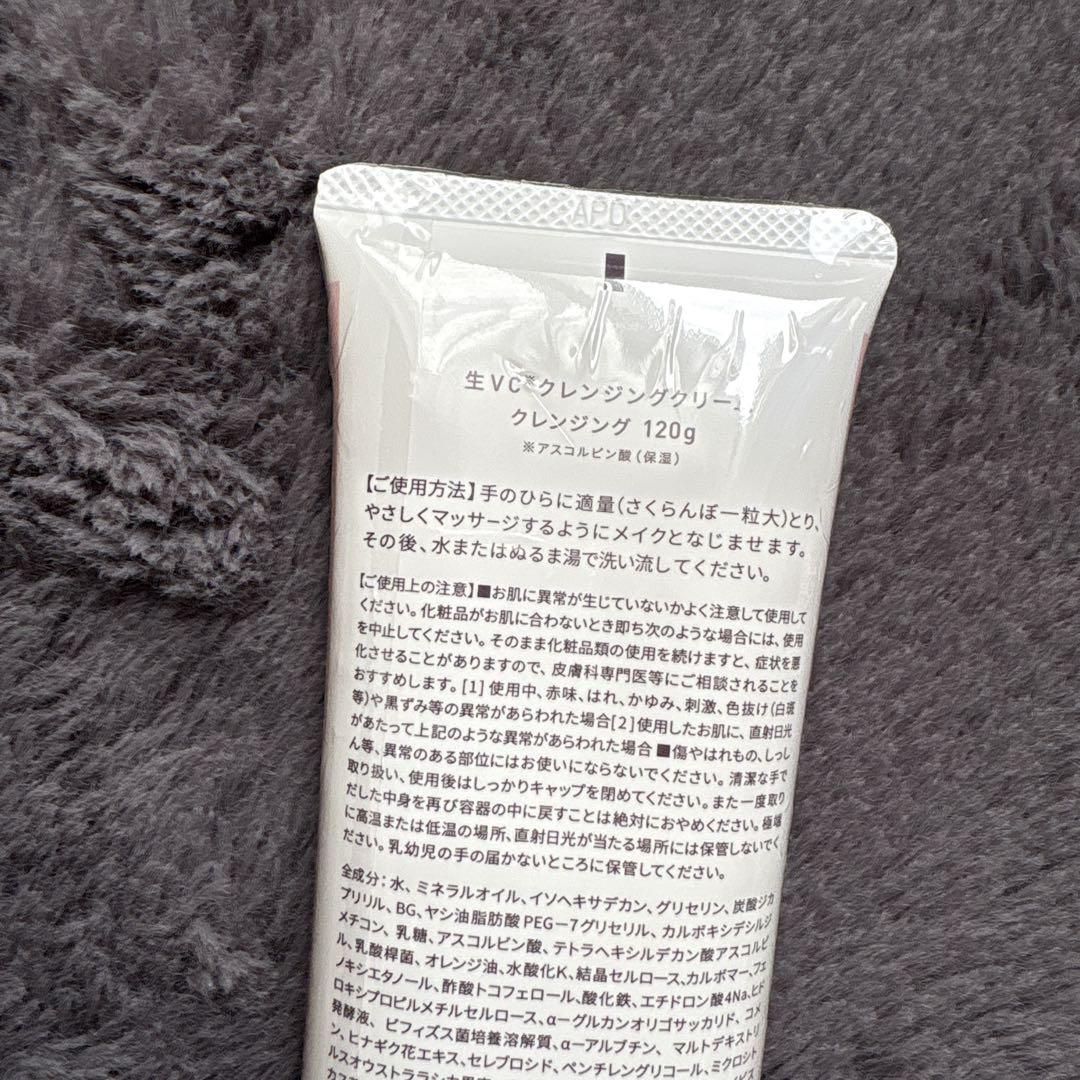 APO
生VC※クレンジングクリー
クレンジング 120g
※アスコルビン酸(保湿)
【ご使用方法】手のひらに適量(さくらんぼ一粒大)とり、
やさしくマッサージするようにメイクとなじませます。
その後、水またはぬるま湯で洗い流してください。
【ご使用上の注意】■お肌に異常が生じていないかよく注意して使用して
ください。化粧品がお肌に合わないとき即ち次のような場合には、使用
を中止してください。そのまま化粧品類の使用を続けますと、症状を悪
化させることがありますので、皮膚科専門医等にご相談されることを
おすすめします。[1]使用中、赤味、はれ、かゆみ、刺激、色抜け(白斑
等)や黒ずみ等の異常があらわれた場合[2]使用したお肌に、直射日光
があたって上記のような異常があらわれた場合■傷やはれもの、しっし
ん等、異常のある部位にはお使いにならないでください。清潔な手で
取り扱い、使用後はしっかりキャップを閉めてください。また一度取り
だした中身を再び容器の中に戻すことは絶対におやめください。極端
に高温または低温の場所、直射日光が当たる場所には保管しないでく
ださい。乳幼児の手の届かないところに保管してください。
全成分:水、ミネラルオイル、イソヘキサデカン、グリセリン、炭酸ジカ
プリリル、BG、ヤシ油脂肪酸PEG-7グリセリル、カルボキシデシルジ
メチコン、乳糖、アスコルビン酸、テトラヘキシルデカン酸アスコルビ
ル、乳酸桿菌、オレンジ油、水酸化K、結晶セルロース、カルボマー、フェ
ノキシエタノール、酢酸トコフェロール、酸化鉄、エチドロン酸4Na、ヒド
ロキシプロピルメチルセルロース、α-グルカンオリゴサッカリド、コメ
発酵液、ビフィズス菌培養溶解質、α-アルブチン、マルトデキストリ
ン、ヒナギク花エキス、セレブロシド、ペンチレングリコール、ミクロシト
ルスオウストララシカ果実